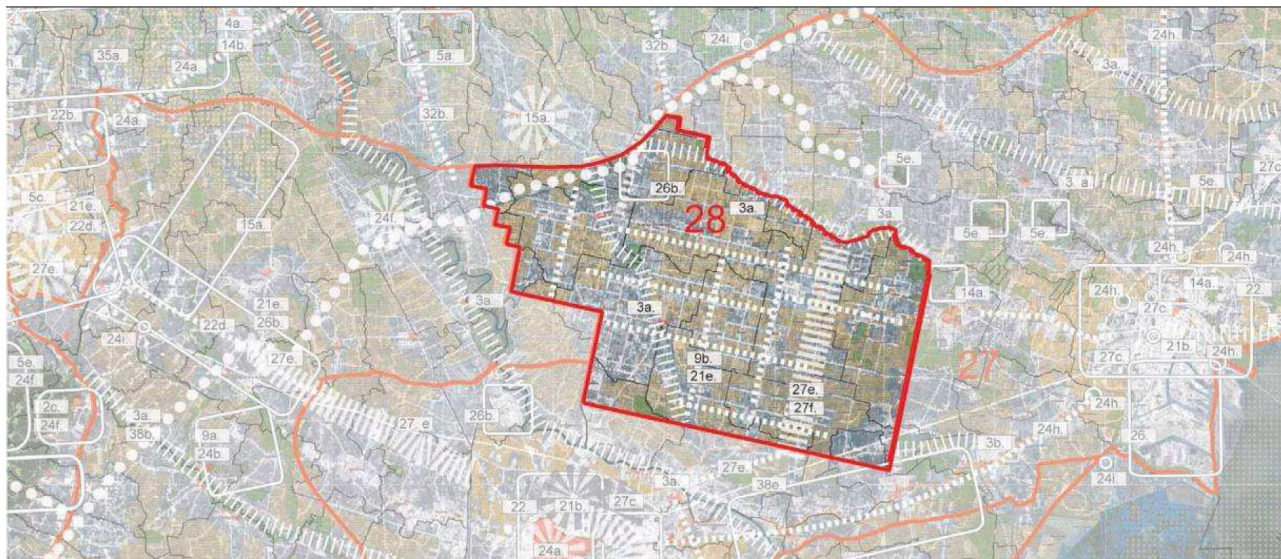 4a.
14b.
24i.
24h.
35a.
24a.
5a.
32b.
3a.
22b.
24a.
32b.
15a.
5e.
27c.
5c.
21e.
22d.
27e.
15a.
24f.
26b.
3a.
28
3. a
5e.
3a.
5e.
5e.
24h.
24h.
21e.
26b.
22d.
24i.
27e.
3a.
3a.
14a.
24h.
14a.
22.
27c.
27c.
21b.
24h.
5e.
24f.
2c.
24f.
9b.
21e.
27
3a.
38b.
9a.
24b.
27. e
26b.
27e.
27f.
24h.
24h.
3b.
27e.
3a.
38e.
26.
24i.
22.
21b.
27c.
24a.